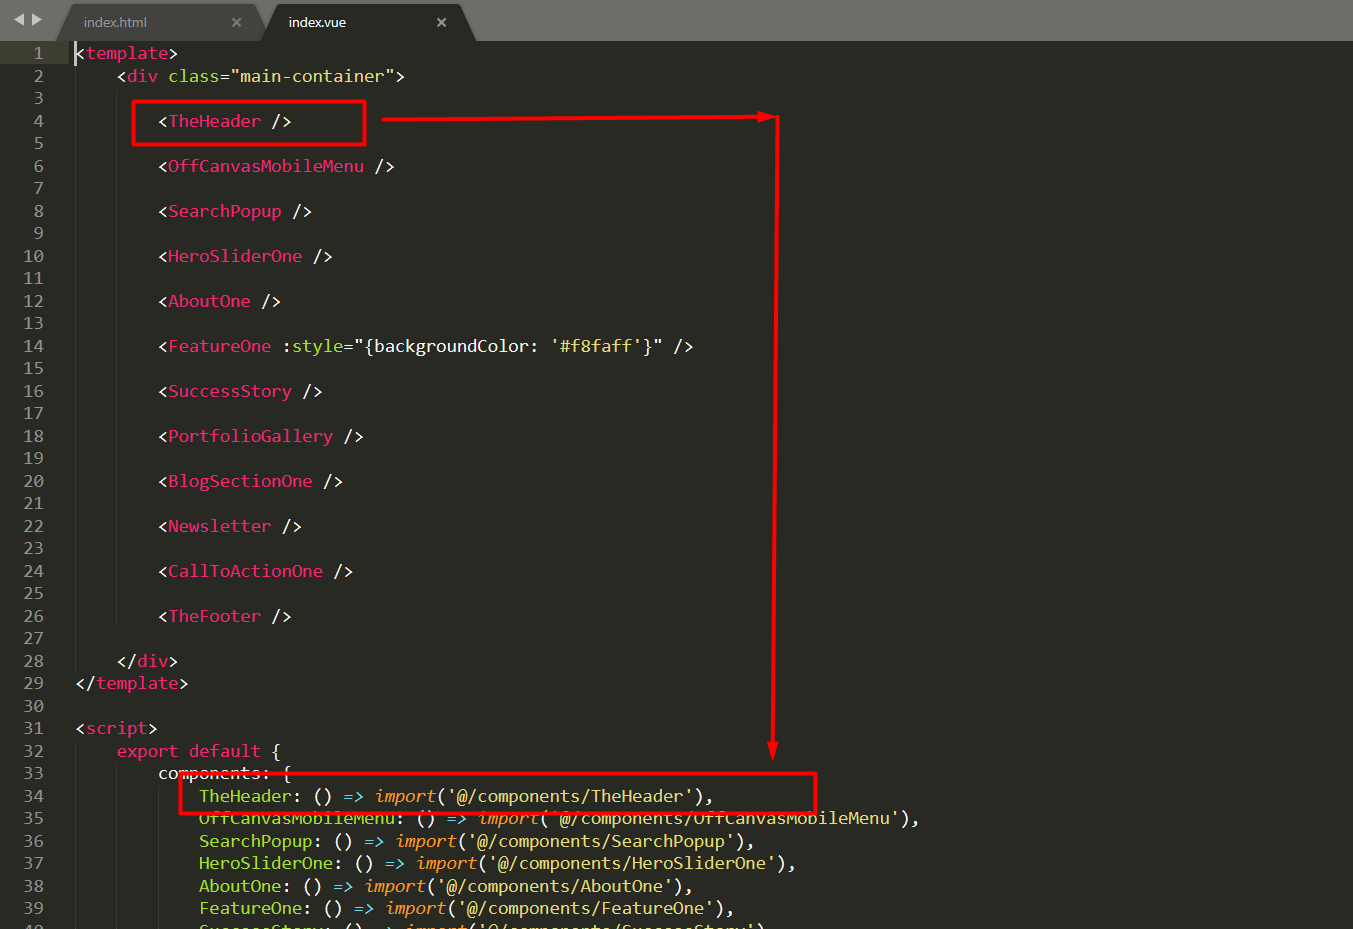 index.html ×
index.vue ×
1 <template>
2 <div class="main-container">
3
4 <TheHeader />
5
6 <OffCanvasMobileMenu />
7
8 <SearchPopup />
9
10 <HeroSliderOne />
11
12 <AboutOne />
13
14 <FeatureOne :style="{backgroundColor: '#f8faff'}" />
15
16 <SuccessStory />
17
18 <PortfolioGallery />
19
20 <BlogSectionOne />
21
22 <Newsletter />
23
24 <CallToActionOne />
25
26 <TheFooter />
27
28 </div>
29 </template>
30
31 <script>
32 export default {
33 components: {
34 TheHeader: () => import('@/components/TheHeader'),
35 OffCanvasMobileMenu: () => import('@/components/OffCanvasMobileMenu'),
36 SearchPopup: () => import('@/components/SearchPopup'),
37 HeroSliderOne: () => import('@/components/HeroSliderOne'),
38 AboutOne: () => import('@/components/AboutOne'),
39 FeatureOne: () => import('@/components/FeatureOne'),
40 SuccessStory: () => import('@/components/SuccessStory')